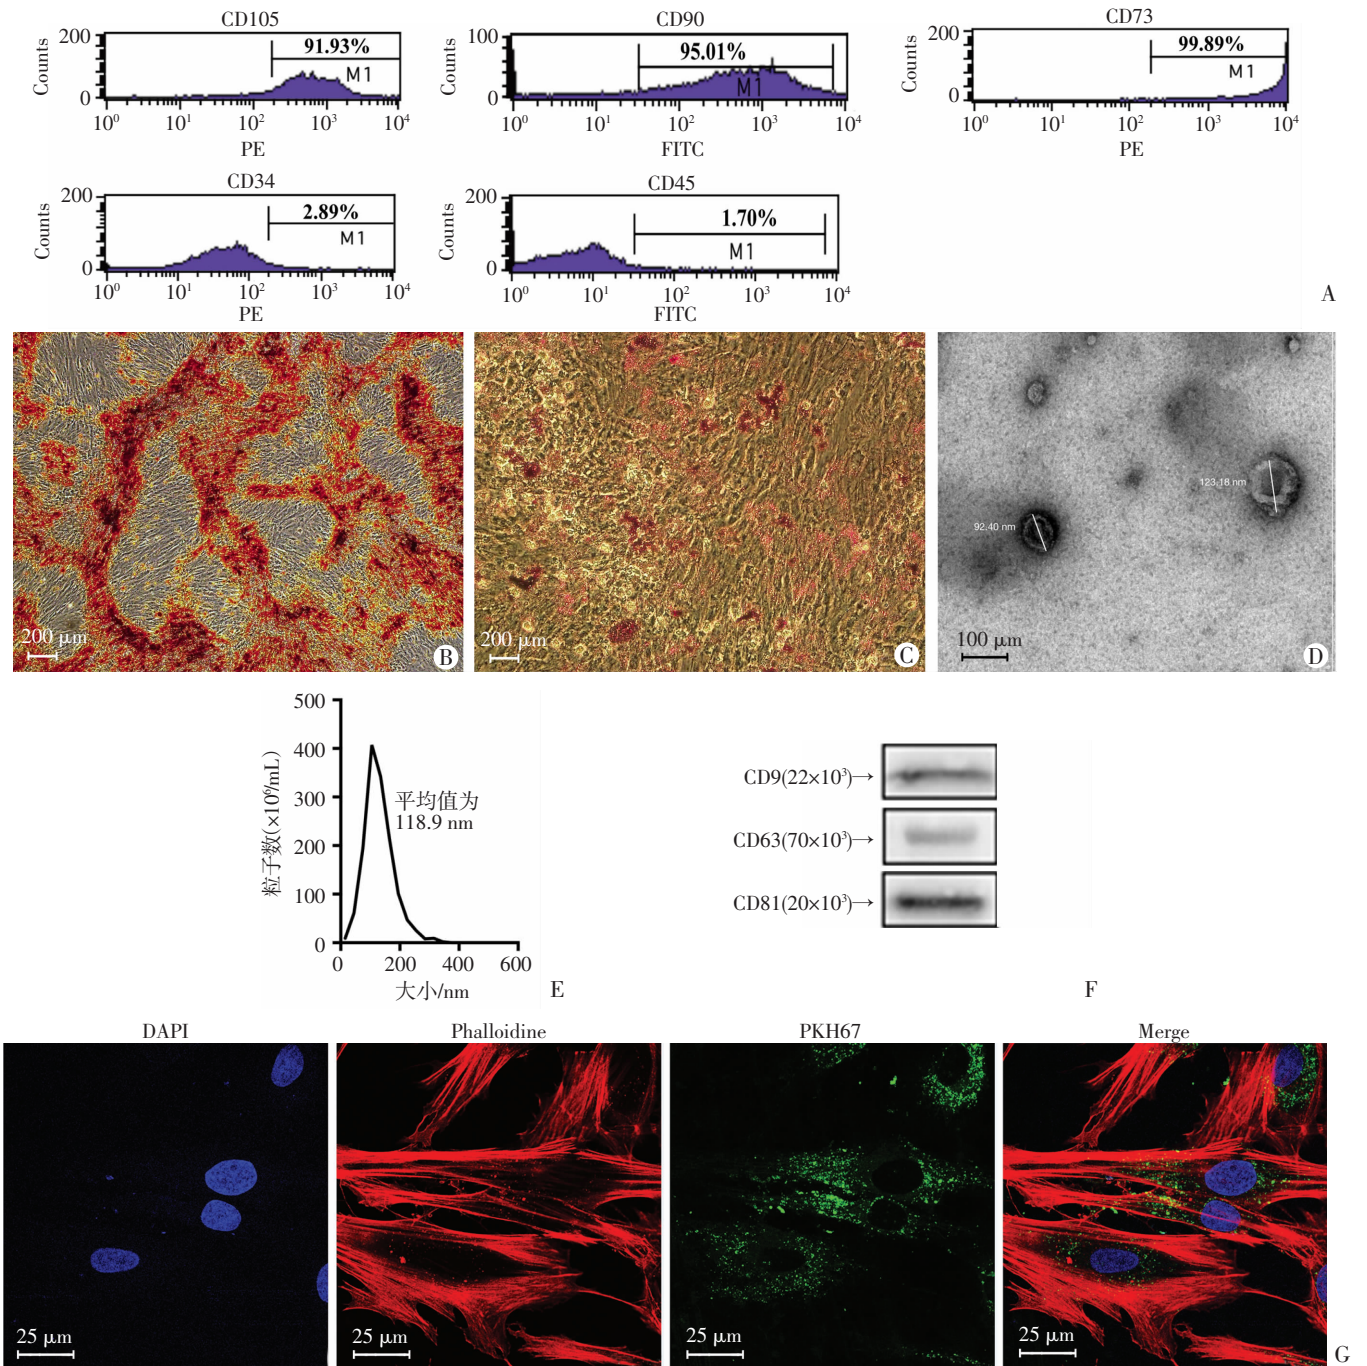 CD105
200
Counts
0
91.93%
M1
10⁰ 10¹ 10² 10³ 10⁴
PE
CD90
100
Counts
0
95.01%
M1
10⁰ 10¹ 10² 10³ 10⁴
FITC
CD73
200
Counts
0
99.89%
M1
10⁰ 10¹ 10² 10³ 10⁴
PE
CD34
200
Counts
0
2.89%
M1
10⁰ 10¹ 10² 10³ 10⁴
PE
CD45
200
Counts
0
1.70%
M1
10⁰ 10¹ 10² 10³ 10⁴
FITC
A
200 μm
B
200 μm
C
123.18 nm
92.40 nm
100 μm
D
500
400
300
200
100
0
粒子数(×10⁶/mL)
平均值为
118.9 nm
0 200 400 600
大小/nm
E
CD9(22×10³)→
CD63(70×10³)→
CD81(20×10³)→
F
DAPI
25 μm
Phalloidine
25 μm
PKH67
25 μm
Merge
25 μm
G